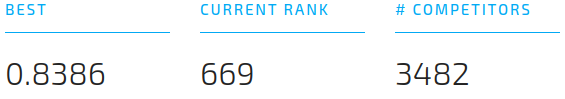 BEST CURRENT RANK # COMPETITORS
0.8386 669 3482